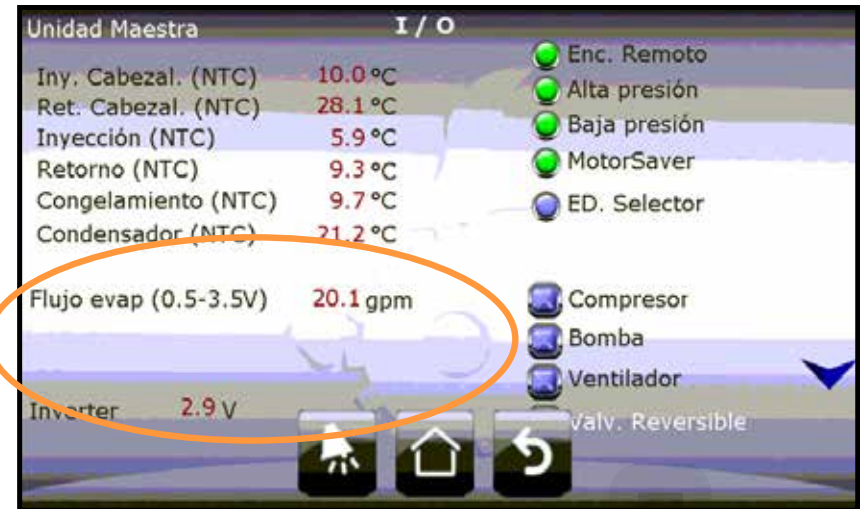 Unidad Maestra
I / O
Iny. Cabezal. (NTC) 10.0 °C
Ret. Cabezal. (NTC) 28.1 °C
Inyección (NTC) 5.9 °C
Retorno (NTC) 9.3 °C
Congelamiento (NTC) 9.7 °C
Condensador (NTC) 21.2 °C
Flujo evap (0.5-3.5V) 20.1 gpm
Inverter 2.9 V
Enc. Remoto
Alta presión
Baja presión
MotorSaver
ED. Selector
Compresor
Bomba
Ventilador
Valv. Reversible